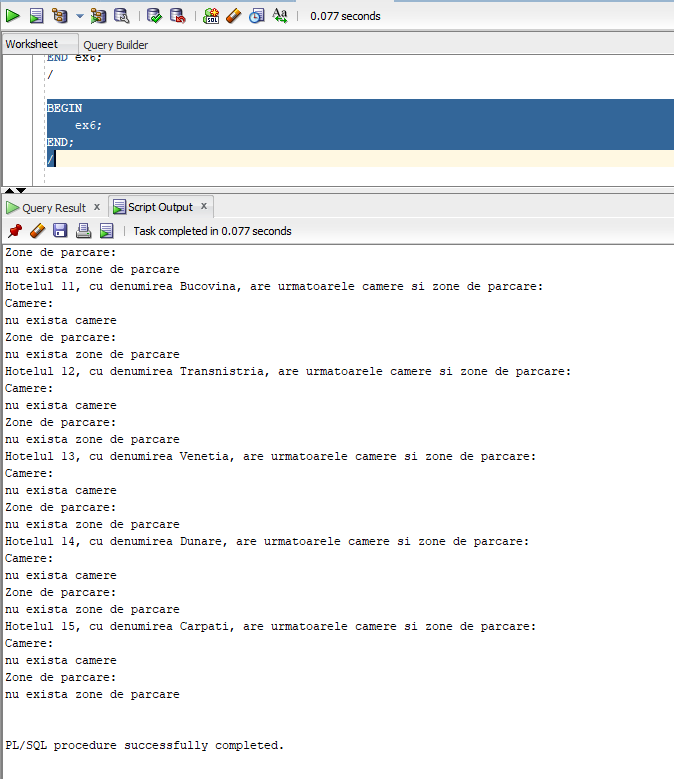 0.077 seconds
Worksheet Query Builder
END ex6;
/
BEGIN
ex6;
END;
/
Query Result x Script Output x
Task completed in 0.077 seconds
Zone de parcare:
nu exista zone de parcare
Hotelul 11, cu denumirea Bucovina, are urmatoarele camere si zone de parcare:
Camere:
nu exista camere
Zone de parcare:
nu exista zone de parcare
Hotelul 12, cu denumirea Transnistria, are urmatoarele camere si zone de parcare:
Camere:
nu exista camere
Zone de parcare:
nu exista zone de parcare
Hotelul 13, cu denumirea Venetia, are urmatoarele camere si zone de parcare:
Camere:
nu exista camere
Zone de parcare:
nu exista zone de parcare
Hotelul 14, cu denumirea Dunare, are urmatoarele camere si zone de parcare:
Camere:
nu exista camere
Zone de parcare:
nu exista zone de parcare
Hotelul 15, cu denumirea Carpati, are urmatoarele camere si zone de parcare:
Camere:
nu exista camere
Zone de parcare:
nu exista zone de parcare
PL/SQL procedure successfully completed.